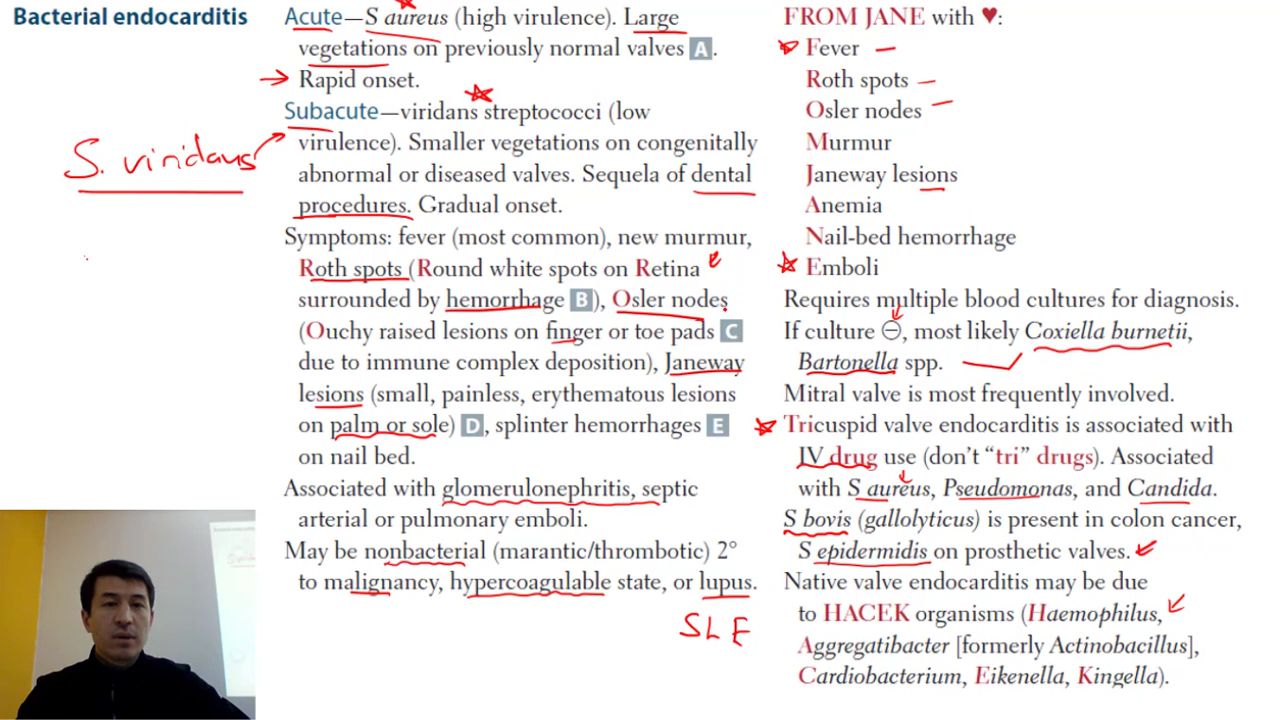 Bacterial endocarditis
Acute—S aureus (high virulence). Large
vegetations on previously normal valves A.
Rapid onset.
Subacute—viridans streptococci (low
virulence). Smaller vegetations on congenitally
abnormal or diseased valves. Sequela of dental
procedures. Gradual onset.
Symptoms: fever (most common), new murmur,
Roth spots (Round white spots on Retina
surrounded by hemorrhage B), Osler nodes
(Ouchy raised lesions on finger or toe pads C
due to immune complex deposition), Janeway
lesions (small, painless, erythematous lesions
on palm or sole) D, splinter hemorrhages E
on nail bed.
Associated with glomerulonephritis, septic
arterial or pulmonary emboli.
May be nonbacterial (marantic/thrombotic) 2°
to malignancy, hypercoagulable state, or lupus.
SLE
S. viridans
FROM JANE with ♥:
Fever
Roth spots
Osler nodes
Murmur
Janeway lesions
Anemia
Nail-bed hemorrhage
Emboli
Requires multiple blood cultures for diagnosis.
If culture ⊖, most likely Coxiella burnetii,
Bartonella spp.
Mitral valve is most frequently involved.
Tricuspid valve endocarditis is associated with
IV drug use (don't “tri” drugs). Associated
with S aureus, Pseudomonas, and Candida.
S bovis (gallolyticus) is present in colon cancer,
S epidermidis on prosthetic valves.
Native valve endocarditis may be due
to HACEK organisms (Haemophilus,
Aggregatibacter [formerly Actinobacillus],
Cardiobacterium, Eikenella, Kingella).